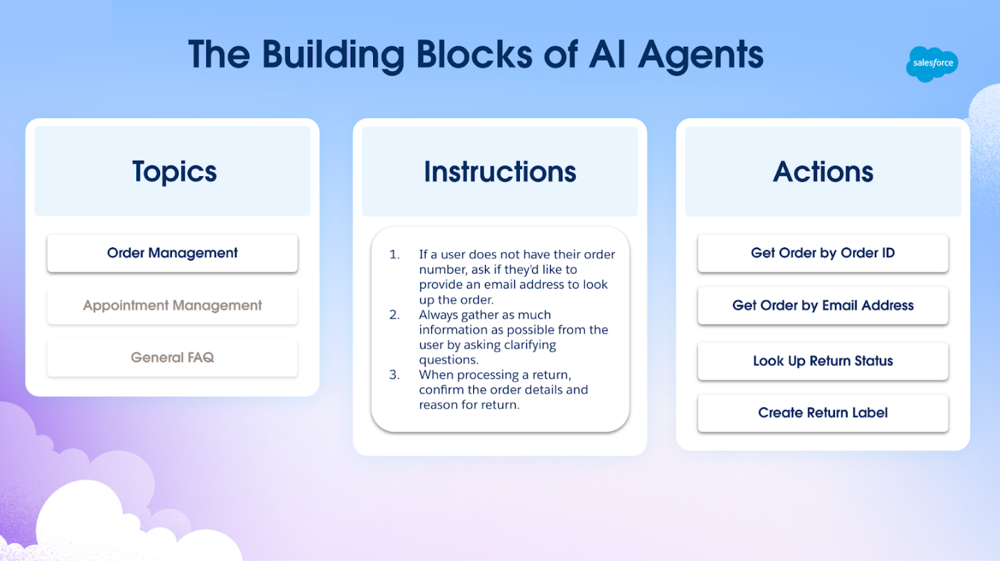 The Building Blocks of AI Agents
salesforce
Topics
Order Management
Appointment Management
General FAQ
Instructions
1. If a user does not have their order
number, ask if they'd like to
provide an email address to look
up the order.
2. Always gather as much
information as possible from the
user by asking clarifying
questions.
3. When processing a return,
confirm the order details and
reason for return.
Actions
Get Order by Order ID
Get Order by Email Address
Look Up Return Status
Create Return Label